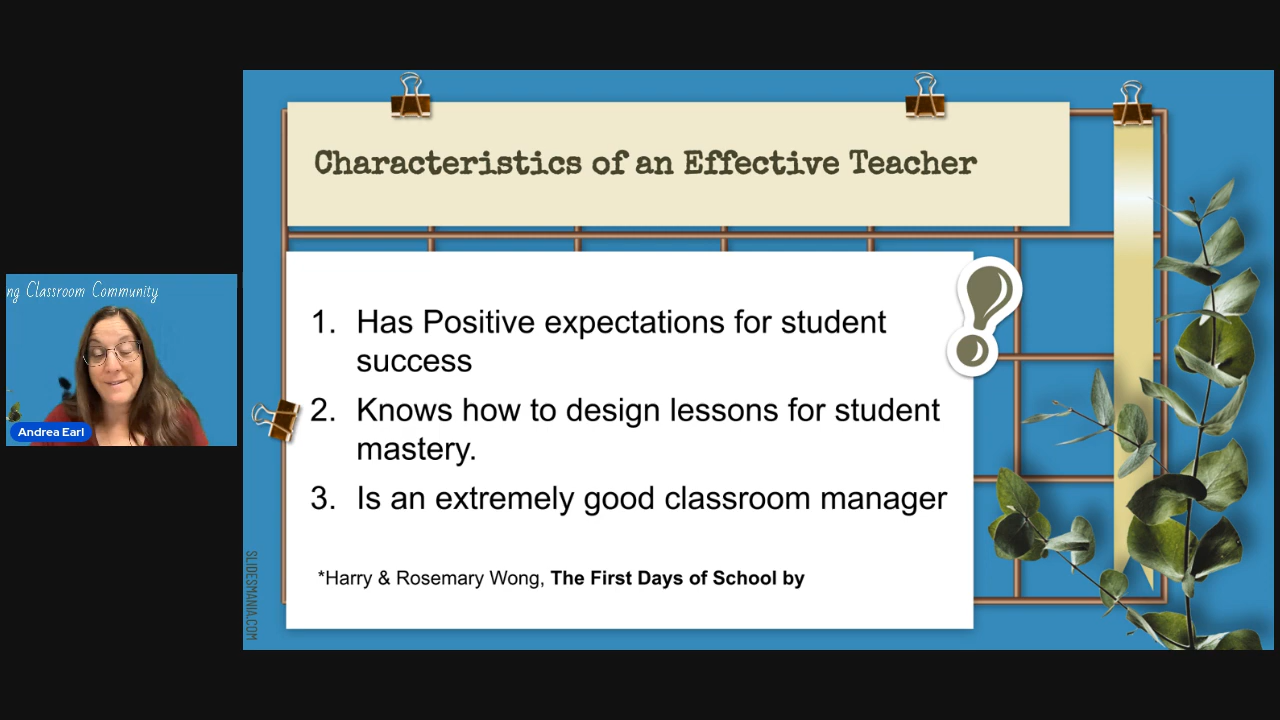 Characteristics of an Effective Teacher
ng Classroom Community
Andrea Earl
1. Has Positive expectations for student
success
2. Knows how to design lessons for student
mastery.
3. Is an extremely good classroom manager
*Harry & Rosemary Wong, The First Days of School by
SLIDESMANIA.COM